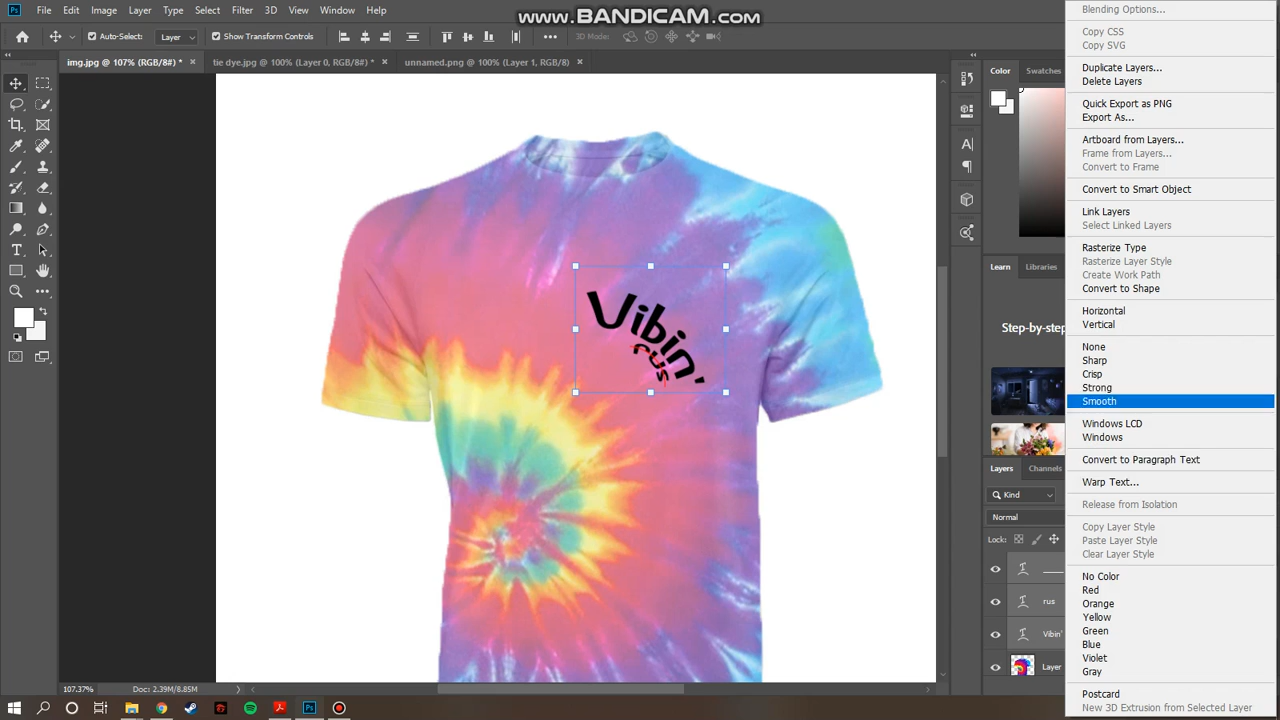 www.BANDICAM.com
Ps File Edit Image Layer Type Select Filter 3D View Window Help
Auto-Select: Layer Show Transform Controls 3D Mode:
img.jpg @ 107% (RGB/8#) * tie dye.jpg @ 100% (Layer 0, RGB/8#) * unnamed.png @ 100% (Layer 1, RGB/8)
Color Swatches
Learn Libraries
Step-by-step
Layers Channels
Kind
Normal
Lock:
rus
Vibin'
Layer
Vibin'
rus
Blending Options...
Copy CSS
Copy SVG
Duplicate Layers...
Delete Layers
Quick Export as PNG
Export As...
Artboard from Layers...
Frame from Layers...
Convert to Frame
Convert to Smart Object
Link Layers
Select Linked Layers
Rasterize Type
Rasterize Layer Style
Create Work Path
Convert to Shape
Horizontal
Vertical
None
Sharp
Crisp
Strong
Smooth
Windows LCD
Windows
Convert to Paragraph Text
Warp Text...
Release from Isolation
Copy Layer Style
Paste Layer Style
Clear Layer Style
No Color
Red
Orange
Yellow
Green
Blue
Violet
Gray
Postcard
New 3D Extrusion from Selected Layer
107.37% Doc: 2.39M/8.85M